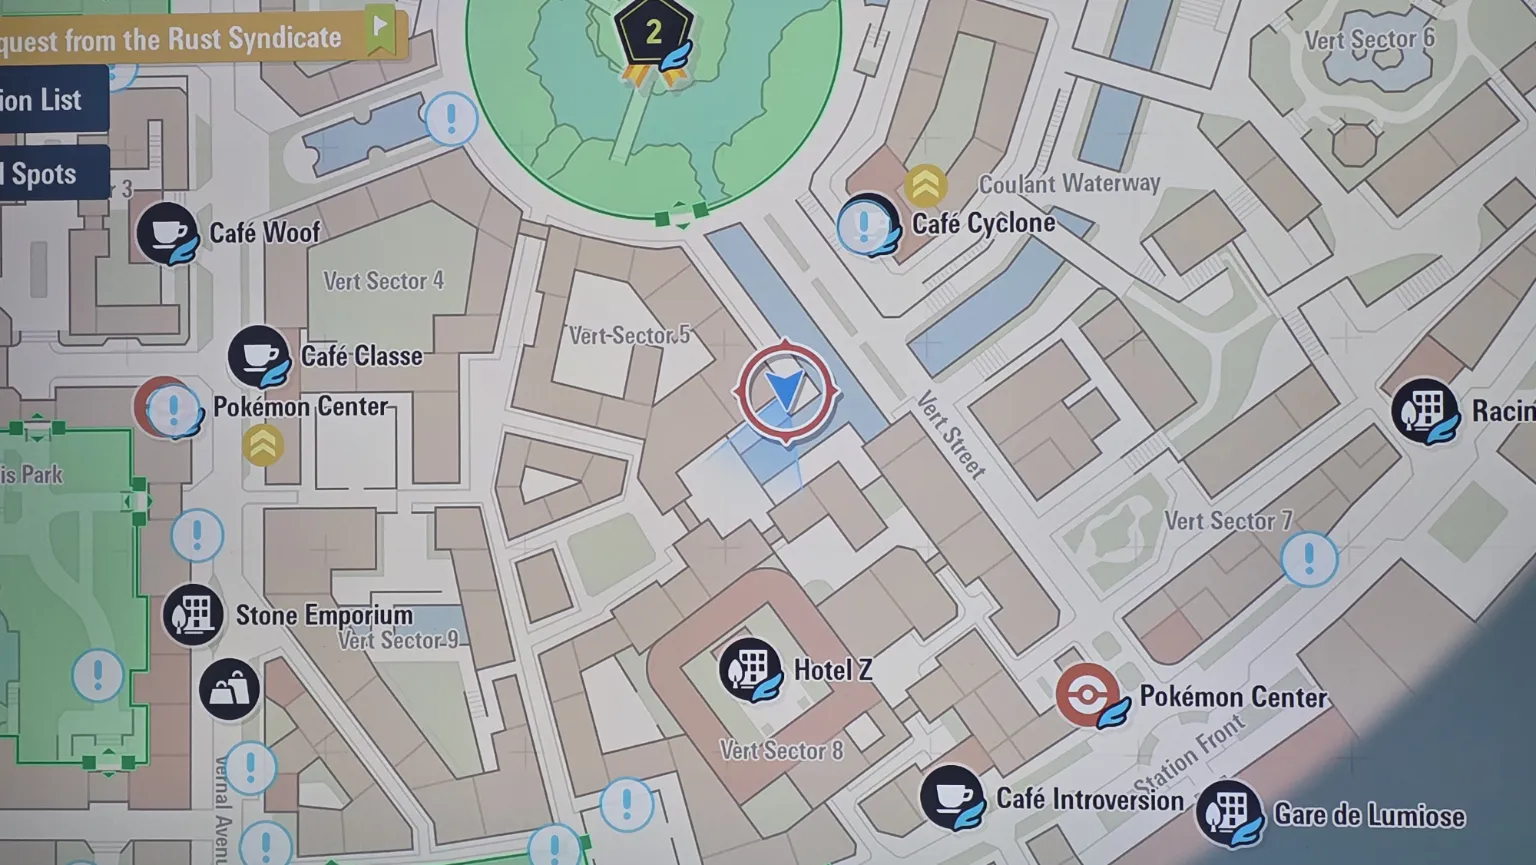 quest from the Rust Syndicate
2
Vert Sector 6
ion List
l Spots
r 3
Coulant Waterway
Café Woof
Café Cyclone
Vert Sector 4
Vert Sector 5
Café Classe
Pokémon Center
Vert Street
Racin
is Park
Vert Sector 7
Stone Emporium
Vert Sector 9
Hotel Z
Pokémon Center
Vert Sector 8
Station Front
Vernal Avenu
Café Introversion
Gare de Lumiose